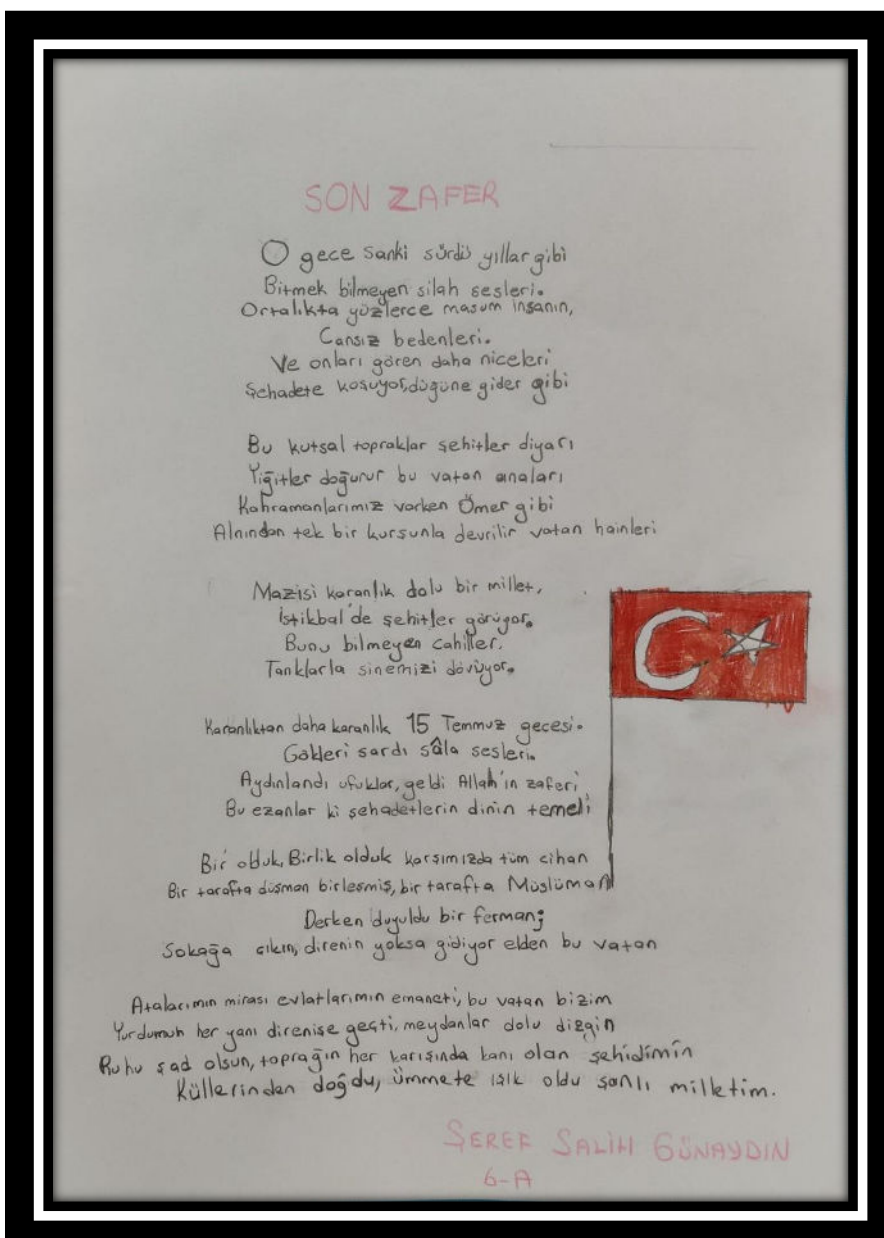 SON ZAFER
O gece sanki sürdü yıllar gibi
Bitmek bilmeyen silah sesleri.
Ortalıkta yüzlerce masum insanın,
Cansız bedenleri.
Ve onları gören daha niceleri
Şehadete koşuyor, düğüne gider gibi
Bu kutsal topraklar şehitler diyarı
Yiğitler doğurur bu vatan anaları
Kahramanlarımız varken Ömer gibi
Alnından tek bir kurşunla devrilir vatan hainleri
Mazisi karanlık dolu bir millet,
İstikbal'de şehitler görüyor.
Bunu bilmeyen cahiller,
Tanklarla sinemizi dövüyor.
Karanlıktan daha karanlık 15 Temmuz gecesi.
Gökleri sardı sâla sesleri.
Aydınlandı ufuklar, geldi Allah'ın zaferi
Bu ezanlar ki şehadetlerin dinin temeli
Bir olduk, Birlik olduk karşımızda tüm cihan
Bir tarafta düşman birleşmiş, bir tarafta Müslüman
Derken duyuldu bir ferman;
Sokağa çıkın, direnin yoksa gidiyor elden bu vatan
Atalarımın mirası evlatlarımın emaneti, bu vatan bizim
Yurdumun her yanı direnişe geçti, meydanlar dolu dizgin
Ruhu şad olsun, toprağın her karışında kanı olan şehidimin
Küllerinden doğdu, ümmete ışık oldu şanlı milletim.
ŞEREF SALİH GÜNAYDIN
6-A